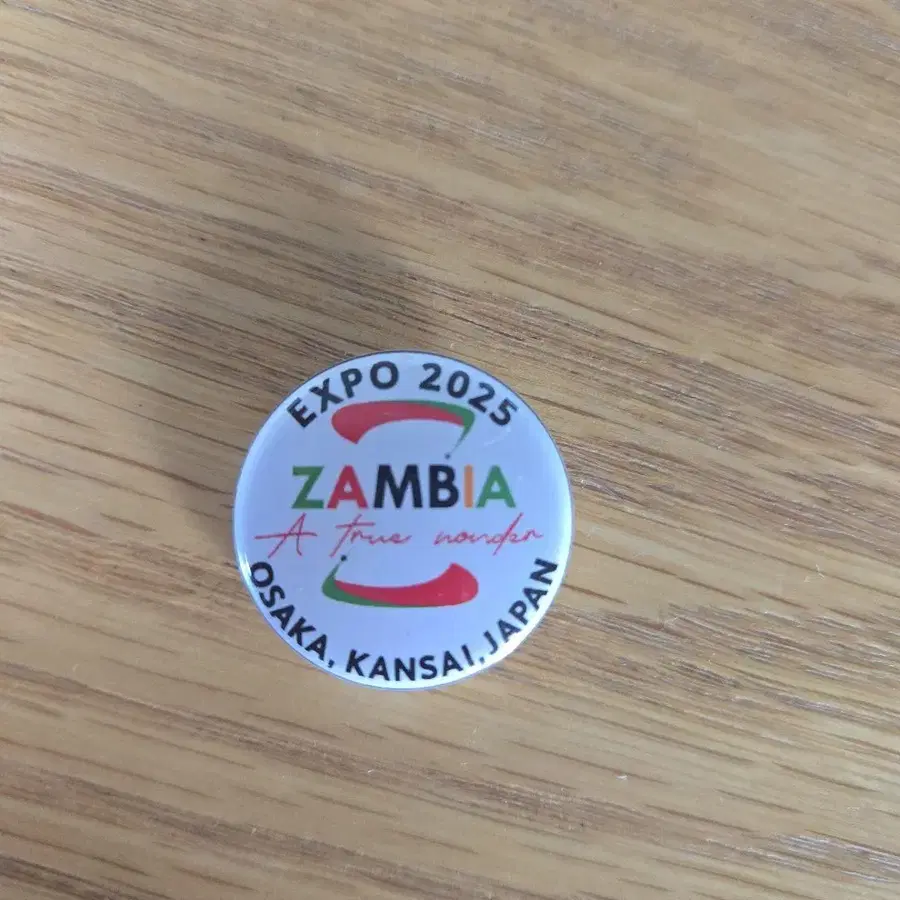 EXPO 2025
ZAMBIA
A true wonder
OSAKA, KANSAI, JAPAN